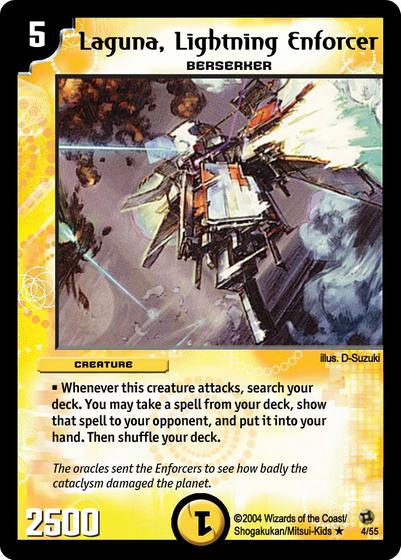 5
Laguna, Lightning Enforcer
BERSERKER
illus. D-Suzuki
CREATURE
▪ Whenever this creature attacks, search your
deck. You may take a spell from your deck, show
that spell to your opponent, and put it into your
hand. Then shuffle your deck.
The oracles sent the Enforcers to see how badly the
cataclysm damaged the planet.
2500
1
©2004 Wizards of the Coast/
Shogakukan/Mitsui-Kids ★ 4/55